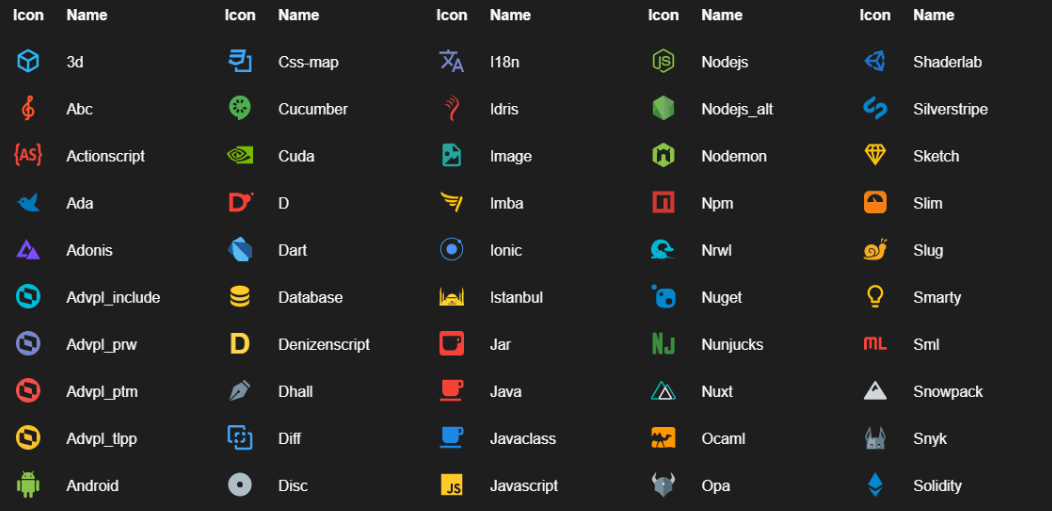 Icon Name Icon Name Icon Name Icon Name Icon Name
3d Css-map I18n Nodejs Shaderlab
Abc Cucumber Idris Nodejs_alt Silverstripe
{AS} Actionscript Cuda Image Nodemon Sketch
Ada D D Imba Npm Slim
Adonis Dart Ionic Nrwl Slug
Advpl_include Database Istanbul Nuget Smarty
Advpl_prw D Denizenscript Jar NJ Nunjucks mL Sml
Advpl_ptm Dhall Java Nuxt Snowpack
Advpl_tlpp Diff Javaclass Ocaml Snyk
Android Disc JS Javascript Opa Solidity